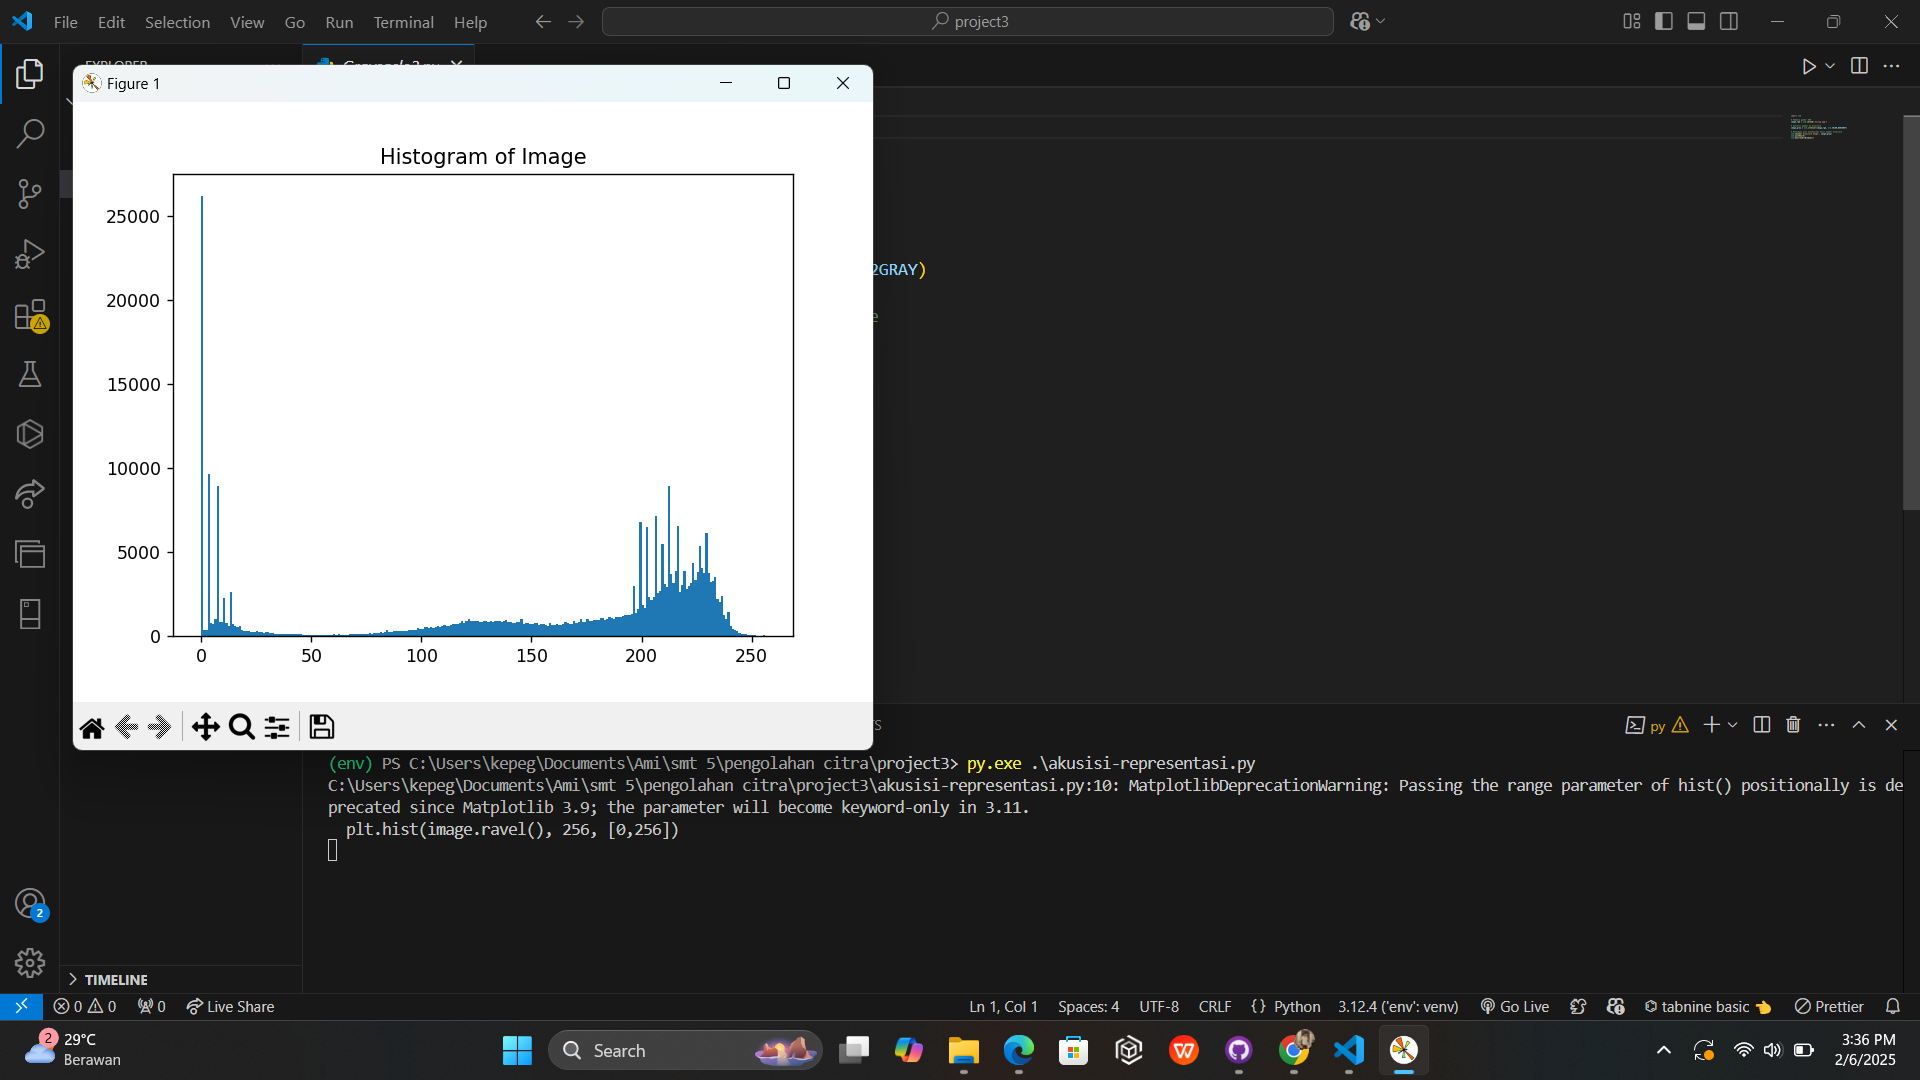 File Edit Selection View Go Run Terminal Help
project3
Figure 1
Histogram of Image
25000
20000
15000
10000
5000
0
0 50 100 150 200 250
2GRAY)
e
TS
py
(env) PS C:\Users\kepeg\Documents\Ami\smt 5\pengolahan citra\project3> py.exe .\akusisi-representasi.py
C:\Users\kepeg\Documents\Ami\smt 5\pengolahan citra\project3\akusisi-representasi.py:10: MatplotlibDeprecationWarning: Passing the range parameter of hist() positionally is de
precated since Matplotlib 3.9; the parameter will become keyword-only in 3.11.
plt.hist(image.ravel(), 256, [0,256])
2
TIMELINE
0 0 0 Live Share Ln 1, Col 1 Spaces: 4 UTF-8 CRLF {} Python 3.12.4 ('env': venv) Go Live tabnine basic Prettier
2 29°C
Berawan
Search
3:36 PM
2/6/2025